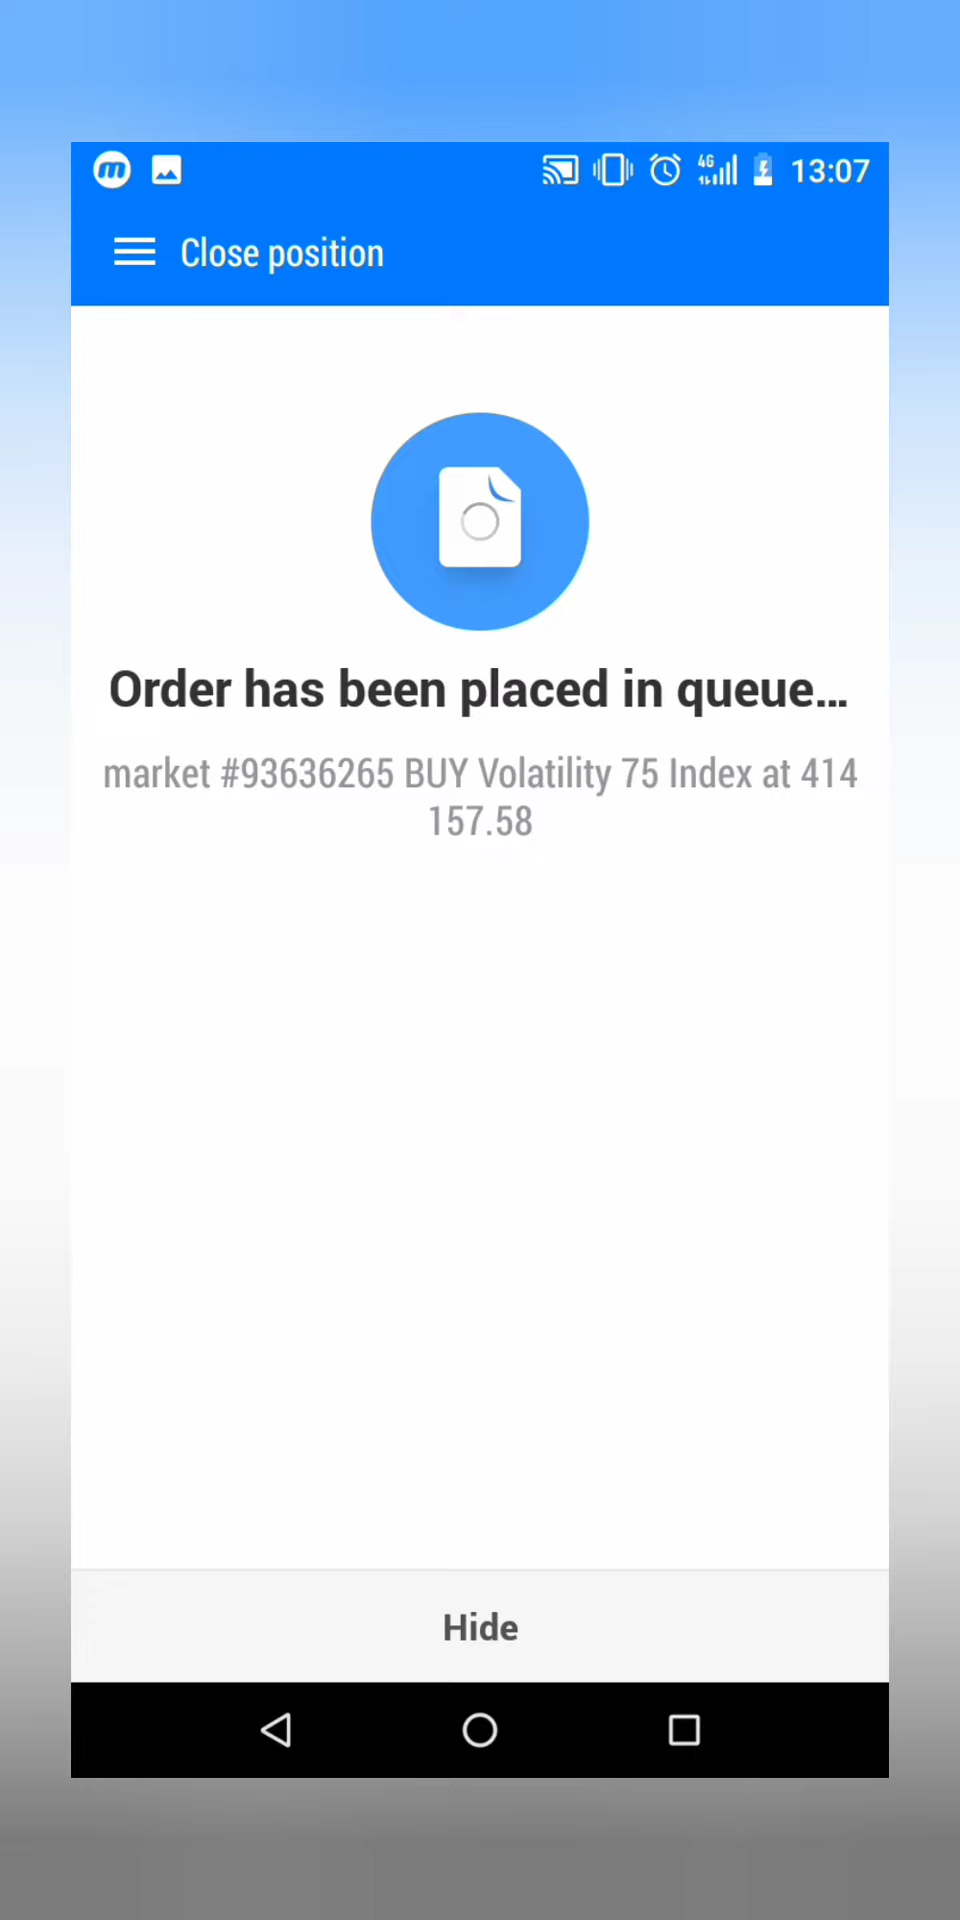 13:07
Close position
Order has been placed in queue...
market #93636265 BUY Volatility 75 Index at 414
157.58
Hide